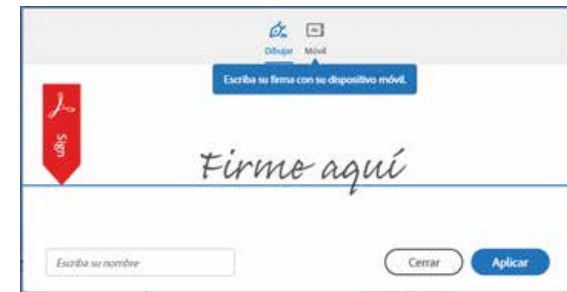 Dibujar Móvil
Escriba su firma con su dispositivo móvil.
Sign
Firme aquí
Escriba su nombre
Cerrar Aplicar